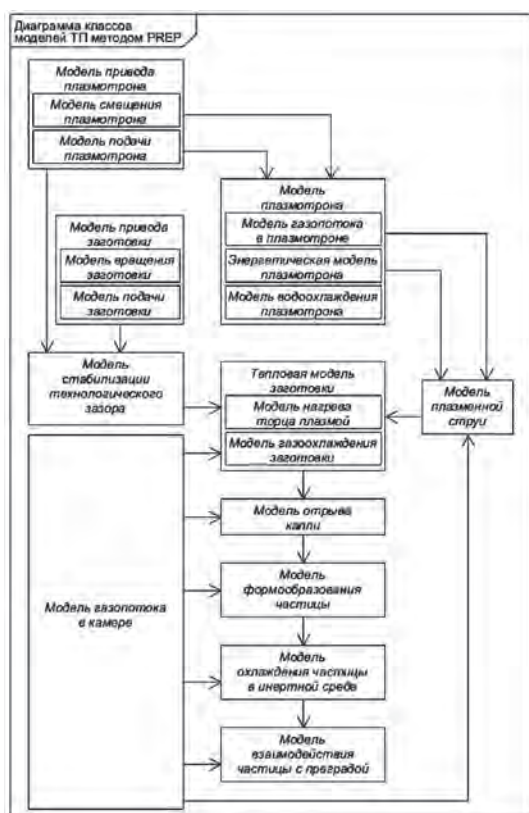 Диаграмма классов
моделей ТП методом PREP
Модель привода
плазмотрона
Модель смещения
плазмотрона
Модель подачи
плазмотрона
Модель
плазмотрона
Модель газопотока
в плазмотроне
Энергетическая модель
плазмотрона
Модель водоохлаждения
плазмотрона
Модель привода
заготовки
Модель вращения
заготовки
Модель подачи
заготовки
Модель
стабилизации
технологического
зазора
Тепловая модель
заготовки
Модель нагрева
торца плазмой
Модель газоохлаждения
заготовки
Модель
плазменной
струи
Модель отрыва
капли
Модель газопотока
в камере
Модель
формообразования
частицы
Модель
охлаждения частицы
в инертной среде
Модель
взаимодействия
частицы с преградой